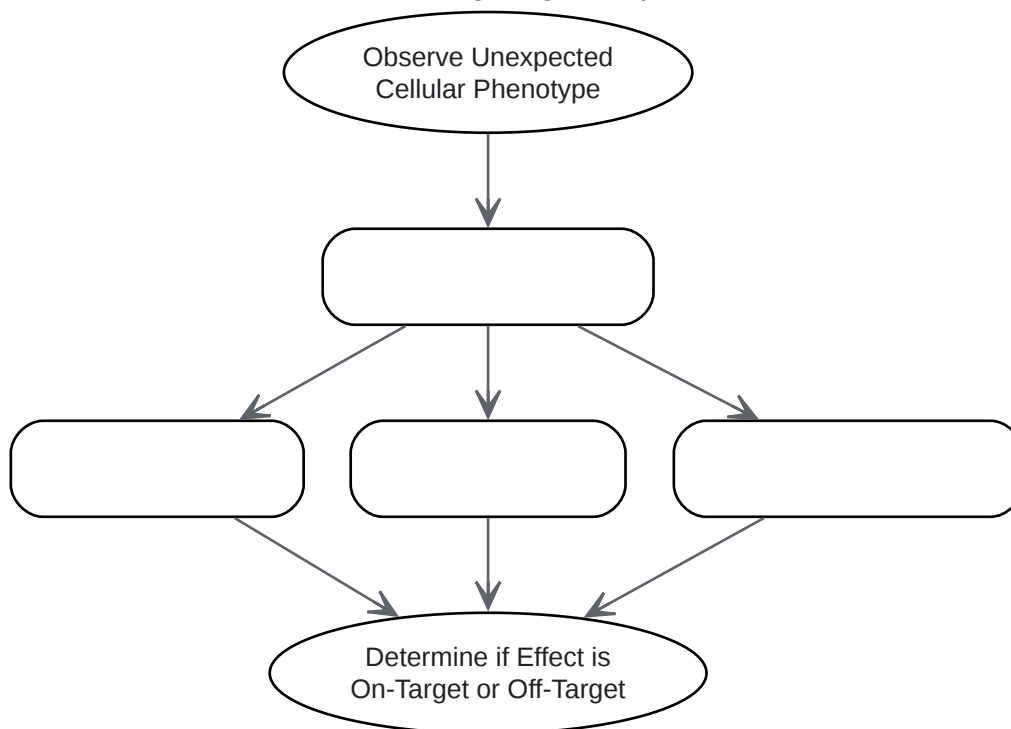 Observe Unexpected
Cellular Phenotype
Determine if Effect is
On-Target or Off-Target